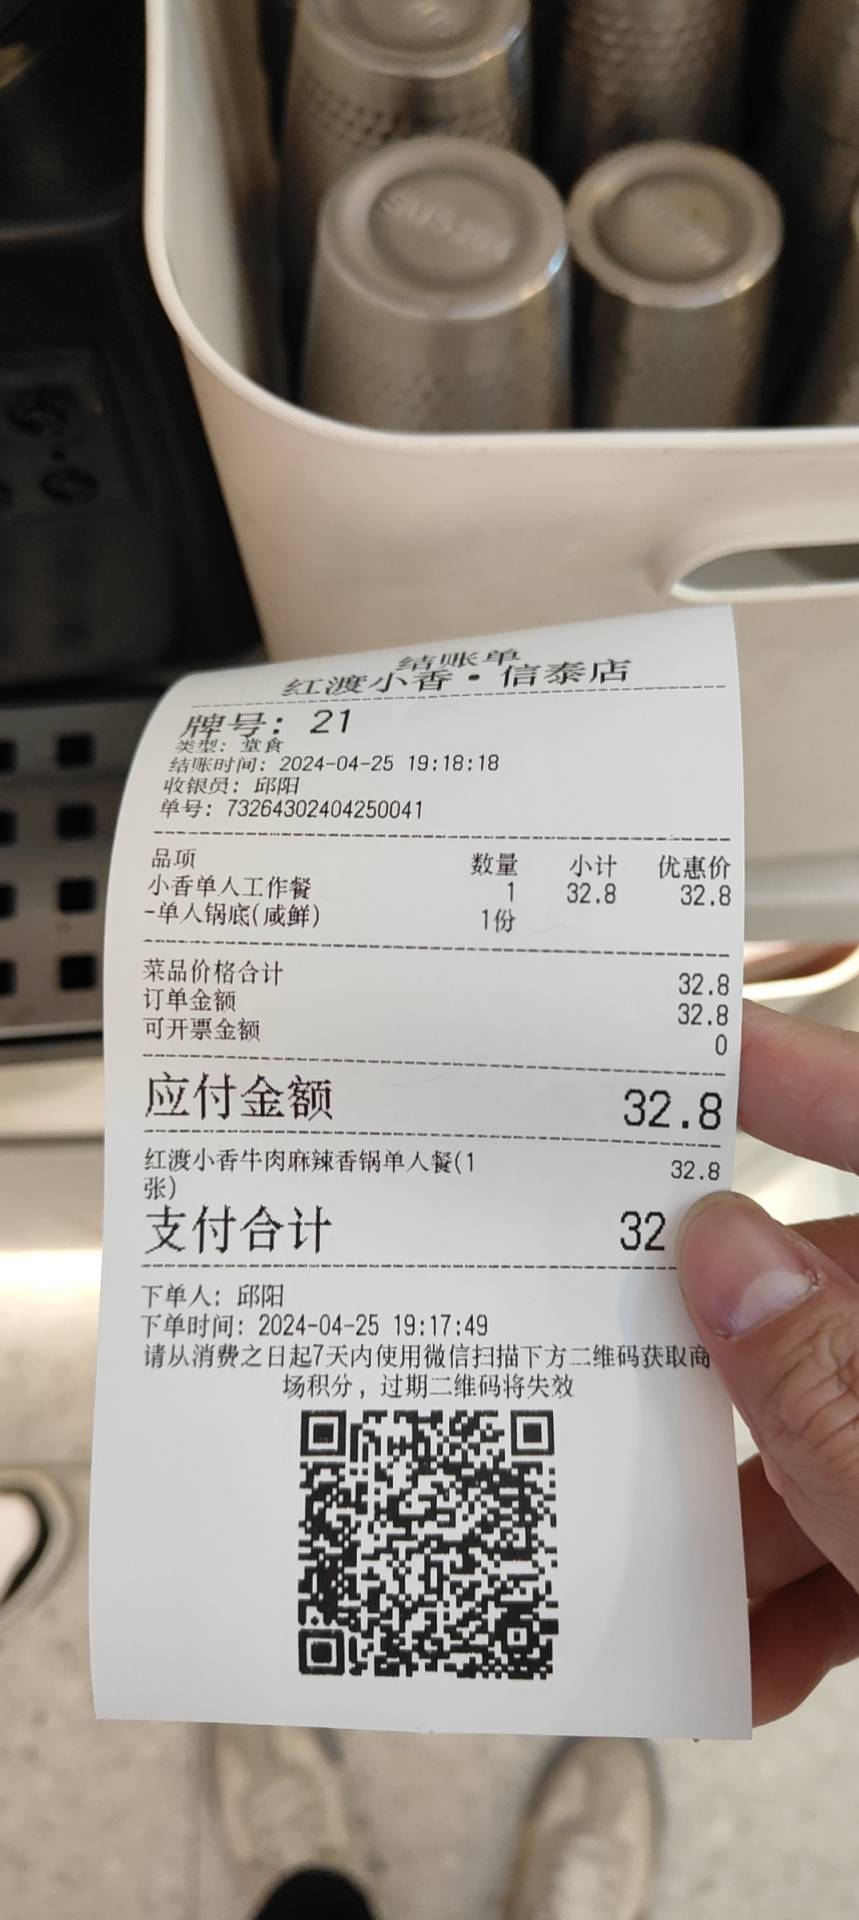 结账单
红渡小香·信泰店
牌号: 21
类型: 堂食
结账时间: 2024-04-25 19:18:18
收银员: 邱阳
单号: 73264302404250041
品项 数量 小计 优惠价
小香单人工作餐 1 32.8 32.8
-单人锅底(咸鲜) 1份
菜品价格合计 32.8
订单金额 32.8
可开票金额 0
应付金额 32.8
红渡小香牛肉麻辣香锅单人餐(1 32.8
张)
支付合计 32
下单人: 邱阳
下单时间: 2024-04-25 19:17:49
请从消费之日起7天内使用微信扫描下方二维码获取商
场积分, 过期二维码将失效